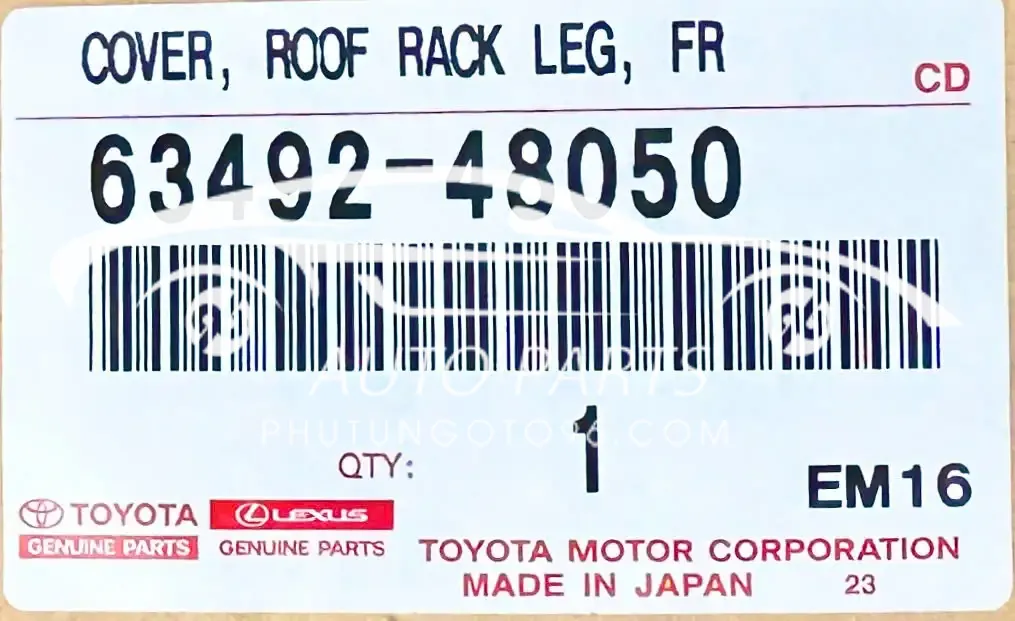 COVER, ROOF RACK LEG, FR
CD
63492-48050
AUTO PARTS
PHUTUNGOTO96.COM
QTY: 1
EM16
TOYOTA LEXUS
GENUINE PARTS GENUINE PARTS
TOYOTA MOTOR CORPORATION
MADE IN JAPAN 23